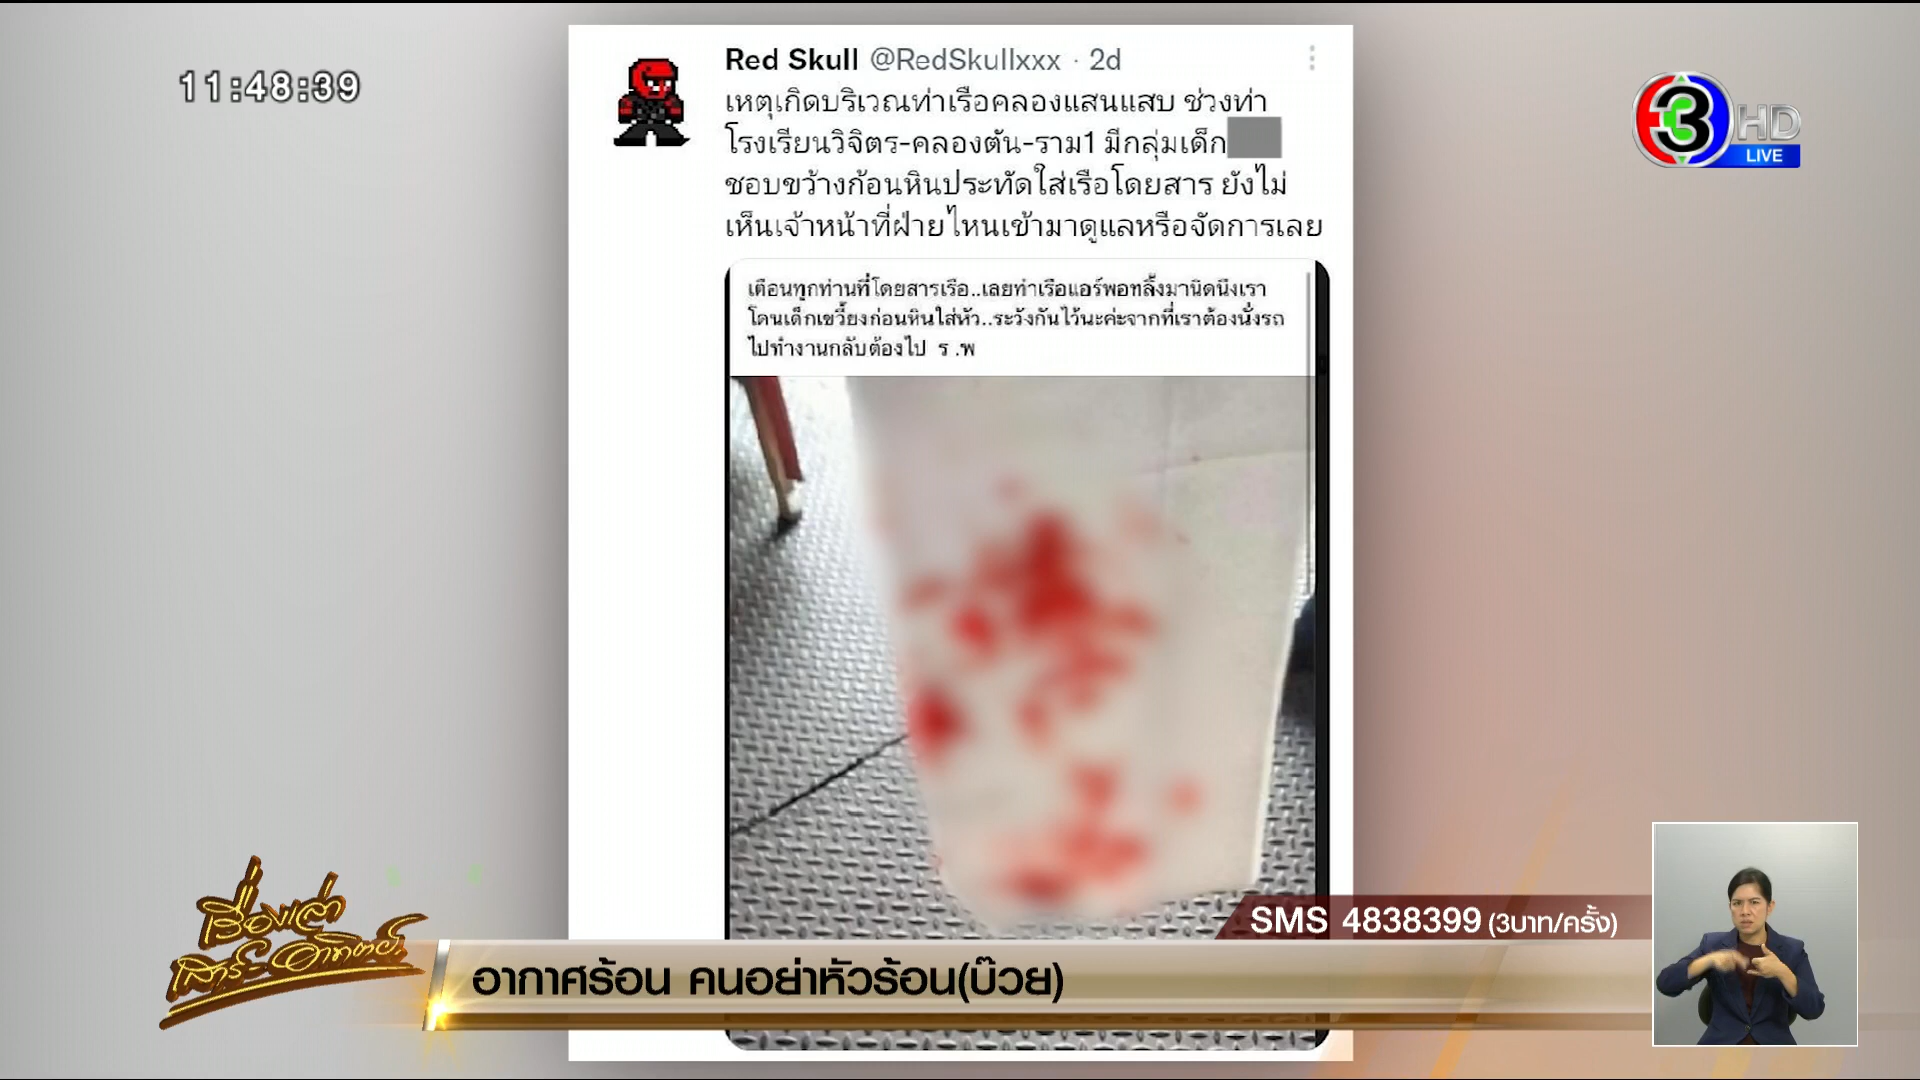 11:48:39
Red Skull @RedSkullxxx · 2d
เหตุเกิดบริเวณท่าเรือคลองแสนแสบ ช่วงท่า
โรงเรียนวิจิตร-คลองตัน-ราม1 มีกลุ่มเด็ก
ชอบขว้างก้อนหินประทัดใส่เรือโดยสาร ยังไม่
เห็นเจ้าหน้าที่ฝ่ายไหนเข้ามาดูแลหรือจัดการเลย
เตือนทุกท่านที่โดยสารเรือ..เลยท่าเรือแอร์พอทลิ้งมานิดนึงเรา
โดนเด็กเขวี้ยงก่อนหินใส่หัว..ระวังกันไว้นะค่ะจากที่เราต้องนั่งรถ
ไปทำงานกลับต้องไป ร .พ
3 HD
LIVE
SMS 4838399 (3บาท/ครั้ง)
เรื่องเล่า
เสาร์-อาทิตย์
อากาศร้อน คนอย่าหัวร้อน(บ๊วย)